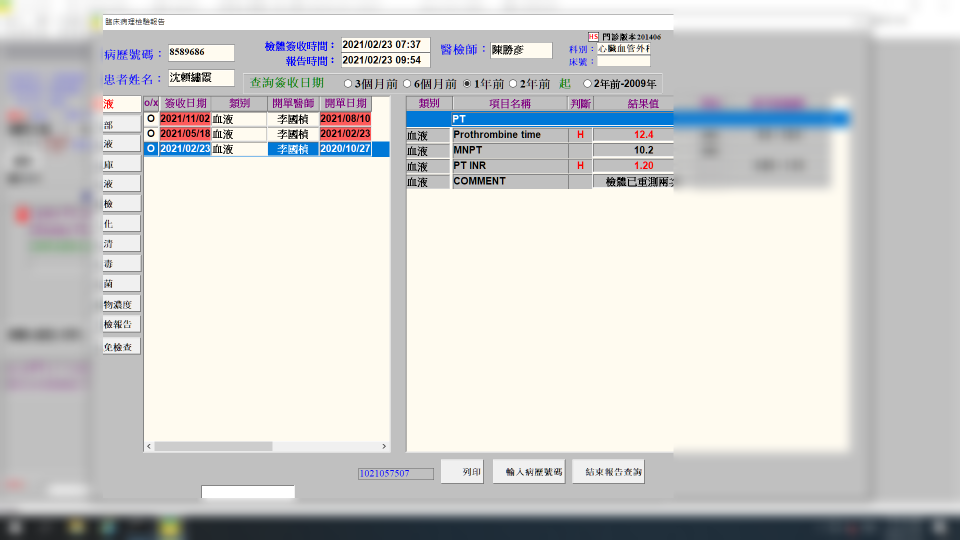 臨床病理檢驗報告
HS 門診版本201406
病歷號碼： 8589686 檢體簽收時間： 2021/02/23 07:37 醫檢師： 陳勝彥 科別： 心臟血管外科
報告時間： 2021/02/23 09:54 床號：
患者姓名： 沈賴繡霞
查詢簽收日期 3個月前 6個月前 1年前 2年前 起 2年前-2009年
液 o/x 簽收日期 類別 開單醫師 開單日期 類別 項目名稱 判斷 結果值
O 2021/11/02 血液 李國楨 2021/08/10 PT
部
O 2021/05/18 血液 李國楨 2021/02/23 血液 Prothrombine time H 12.4
液
O 2021/02/23 血液 李國楨 2020/10/27 血液 MNPT 10.2
庫 血液 PT INR H 1.20
液 血液 COMMENT 檢體已重測兩
檢
化
清
毒
菌
物濃度
檢報告
免檢查
< >
1021057507 列印 輸入病歷號碼 結束報告查詢